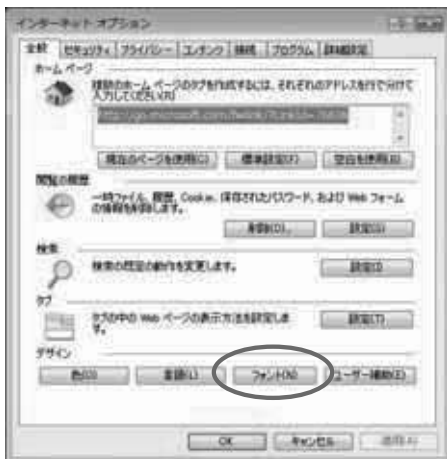 インターネット オプション
全般 セキュリティ プライバシー コンテンツ 接続 プログラム 詳細設定
ホーム ページ
複数のホーム ページのタブを作成するには、それぞれのアドレスを行で分けて
入力してください(R)
http://go.microsoft.com/fwlink/?LinkId=
現在のページを使用(C) 標準設定(F) 空白を使用(B)
閲覧の履歴
一時ファイル、履歴、Cookie、保存されたパスワード、および Web フォーム
の情報を削除します。
削除(D)... 設定(S)
検索
検索の既定の動作を変更します。
設定(I)
タブ
タブの中の Web ページの表示方法を設定しま
す。
設定(T)
デザイン
色(O) 言語(L) フォント(N) ユーザー補助(E)
OK キャンセル 適用(A)